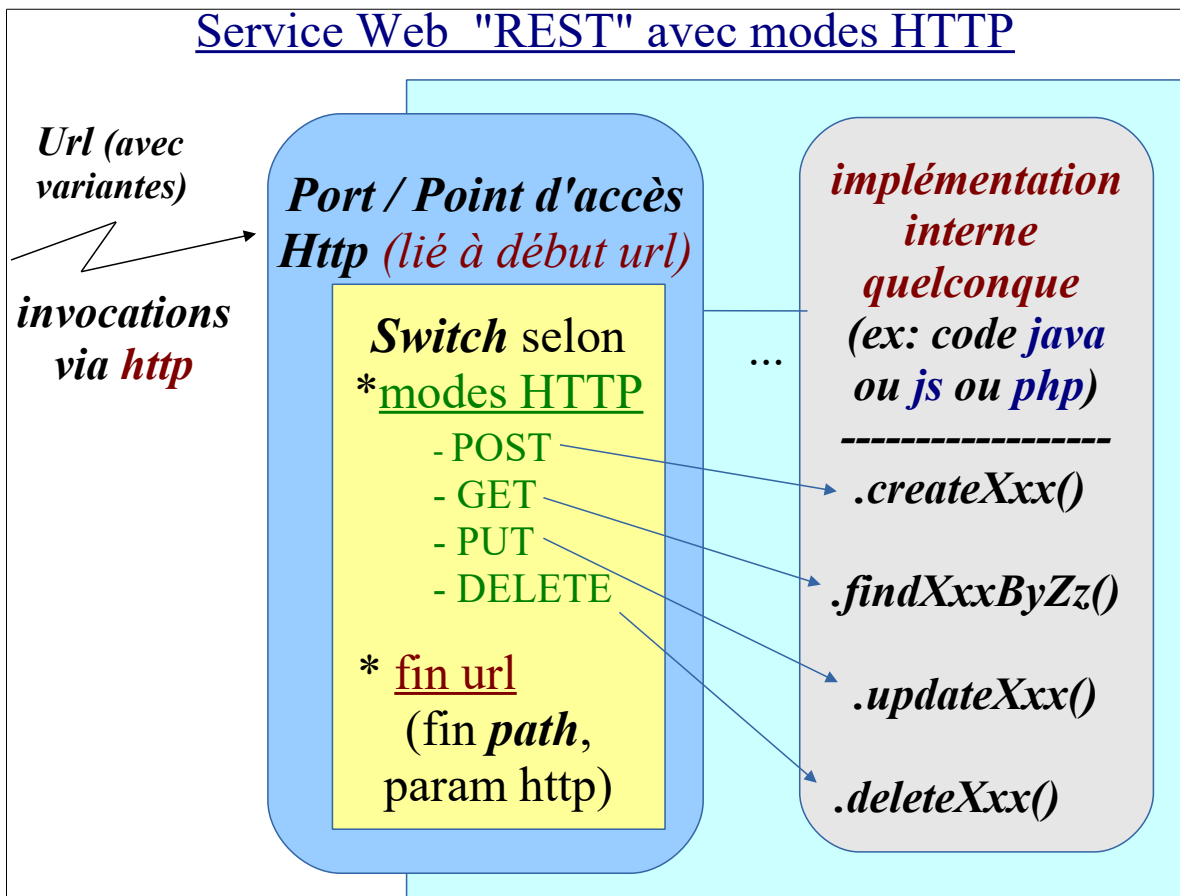 Service Web "REST" avec modes HTTP
Url (avec
variantes)
invocations
via http
Port / Point d'accès
Http (lié à début url)
Switch selon
*modes HTTP
- POST
- GET
- PUT
- DELETE
* fin url
(fin path,
param http)
...
implémentation
interne
quelconque
(ex: code java
ou js ou php)
------------------
.createXxx()
.findXxxByZz()
.updateXxx()
.deleteXxx()